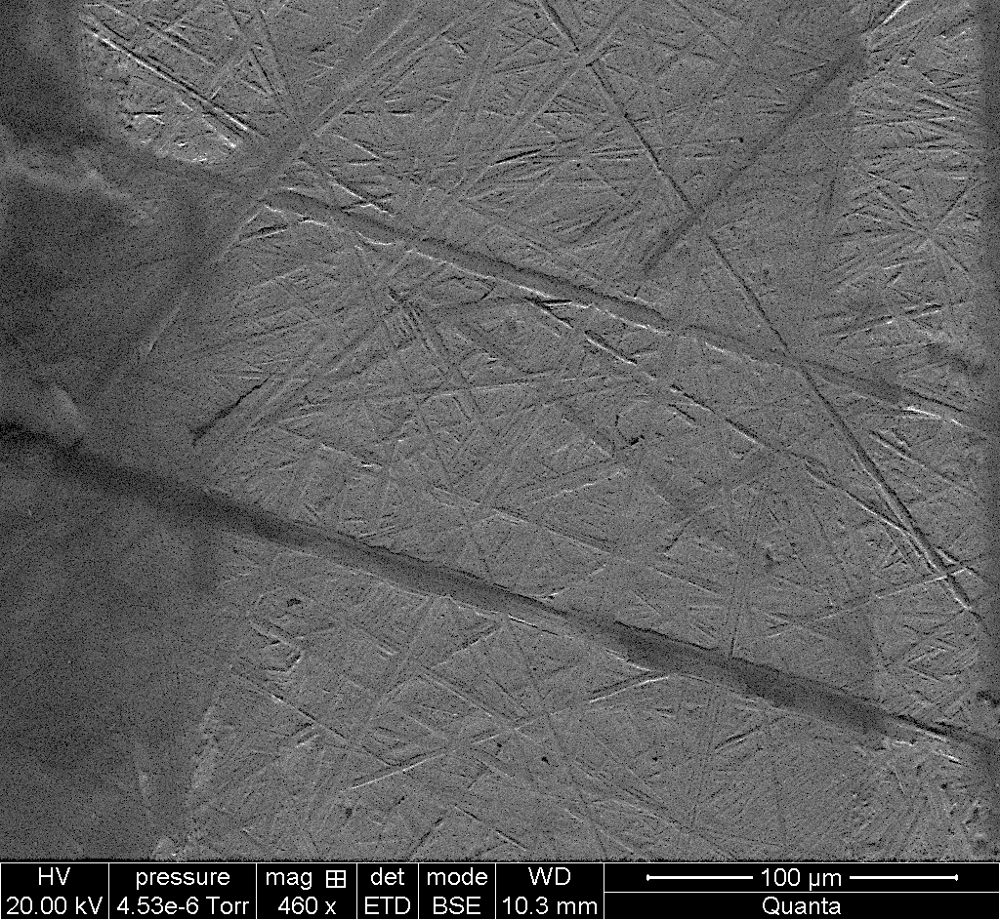 HV pressure mag det mode WD 100 µm
20.00 kV 4.53e-6 Torr 460 x ETD BSE 10.3 mm Quanta